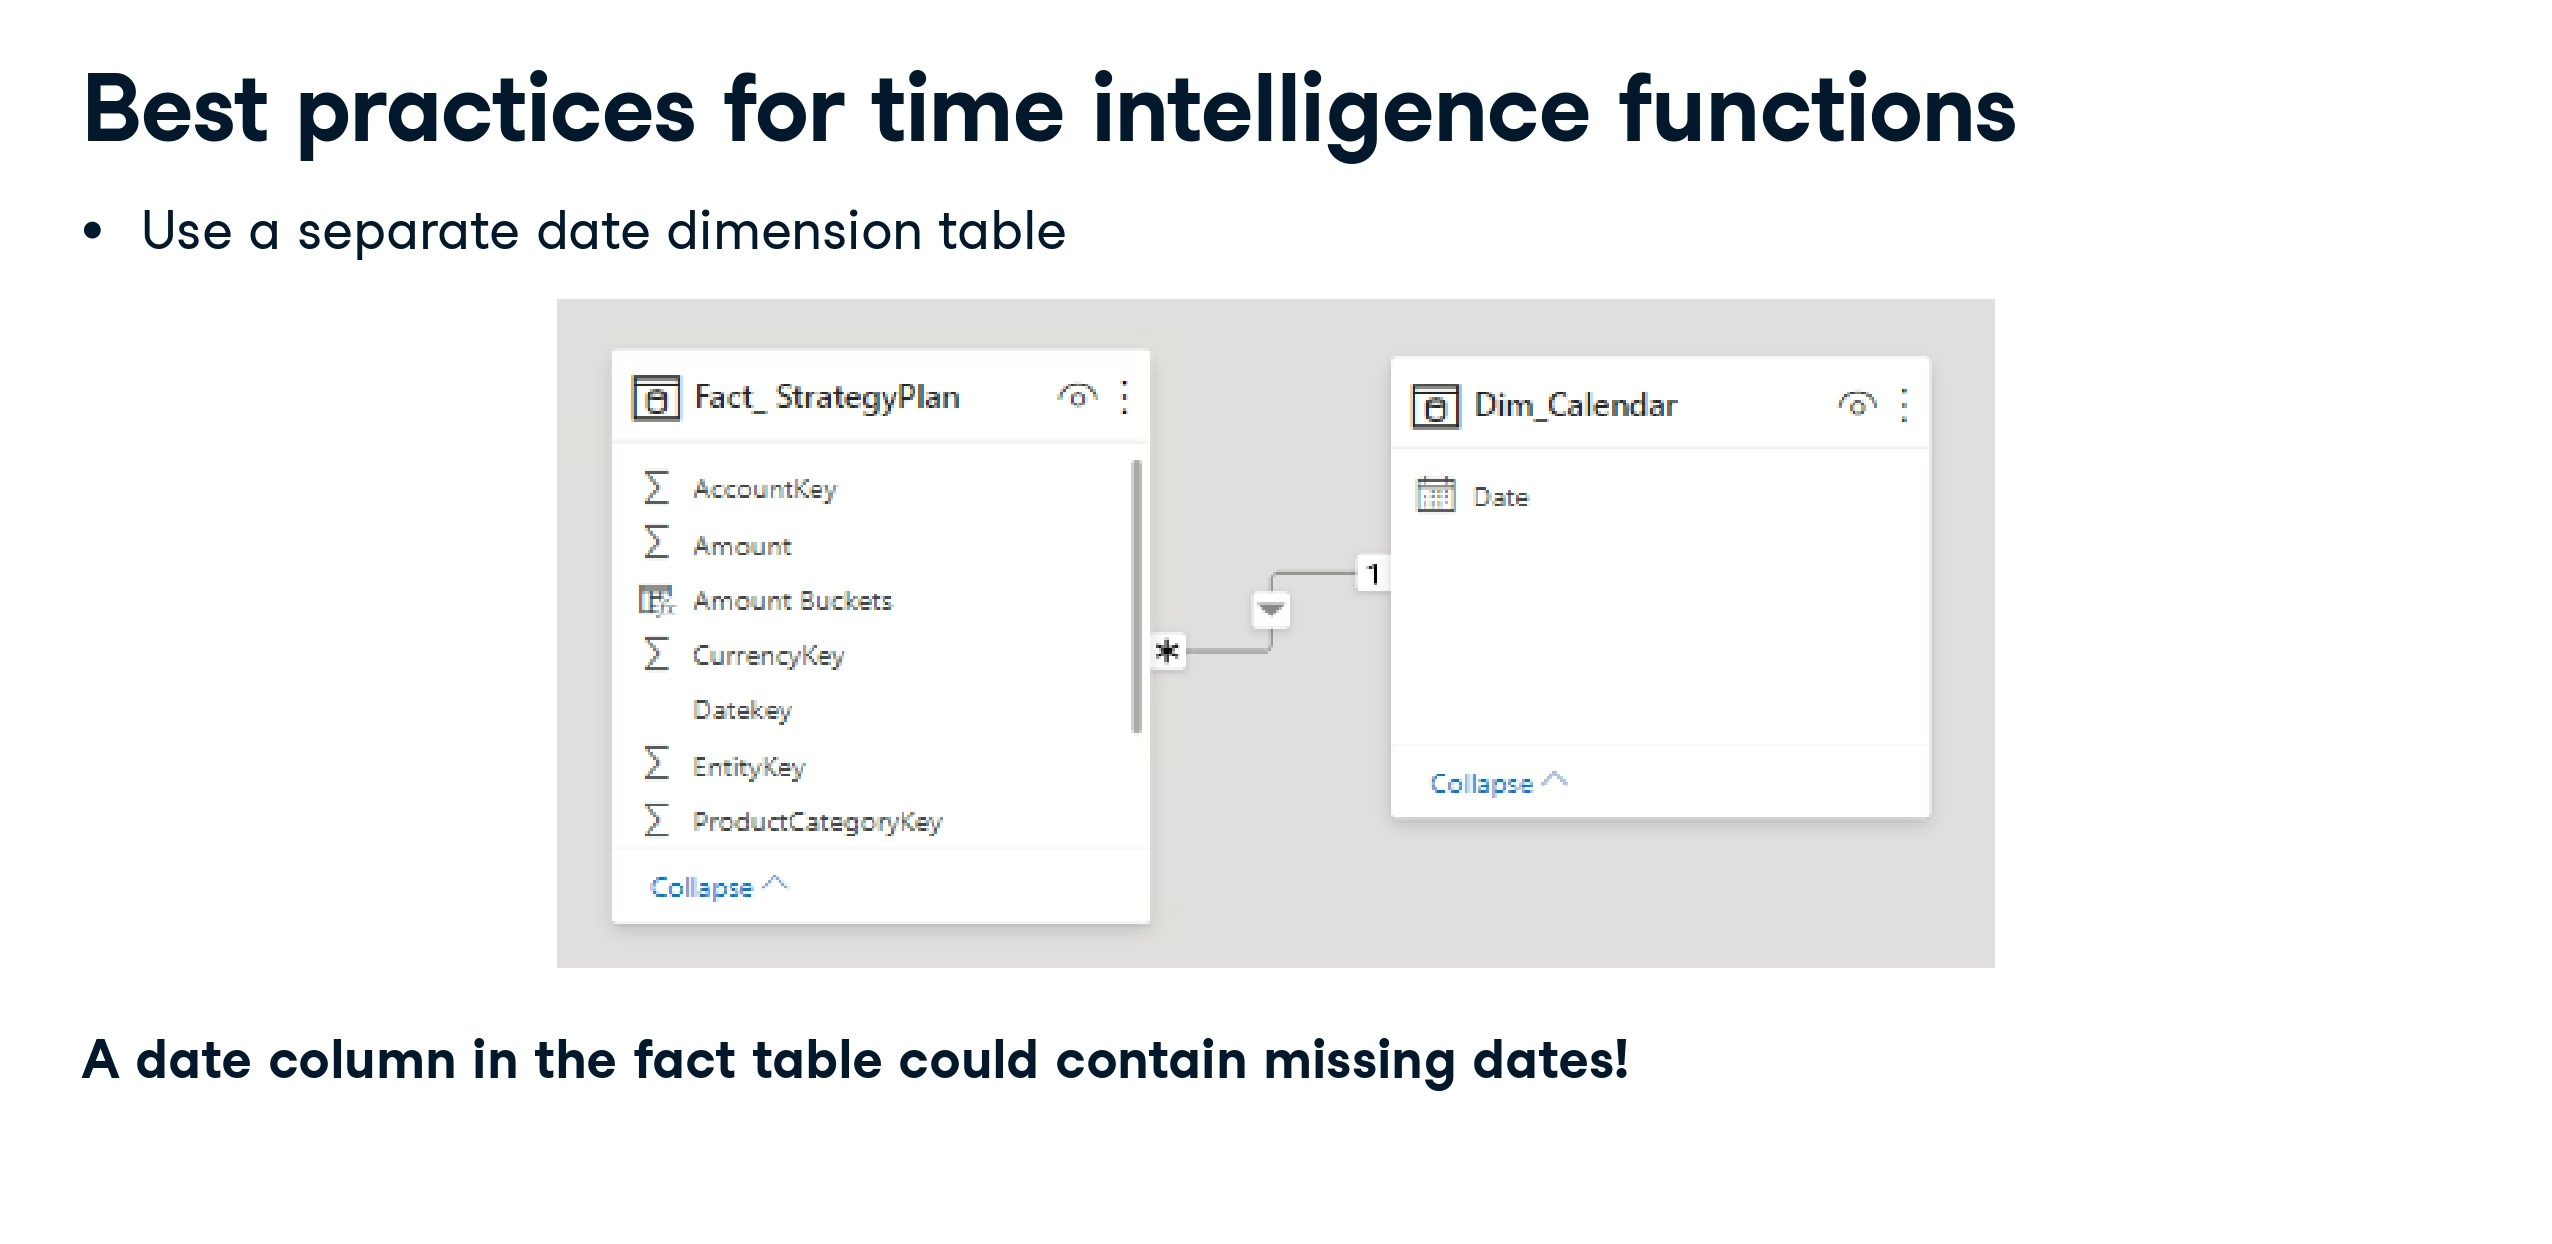 Best practices for time intelligence functions
• Use a separate date dimension table
Fact_ StrategyPlan
AccountKey
Amount
Amount Buckets
CurrencyKey
Datekey
EntityKey
ProductCategoryKey
Collapse
*
1
Dim_Calendar
Date
Collapse
A date column in the fact table could contain missing dates!